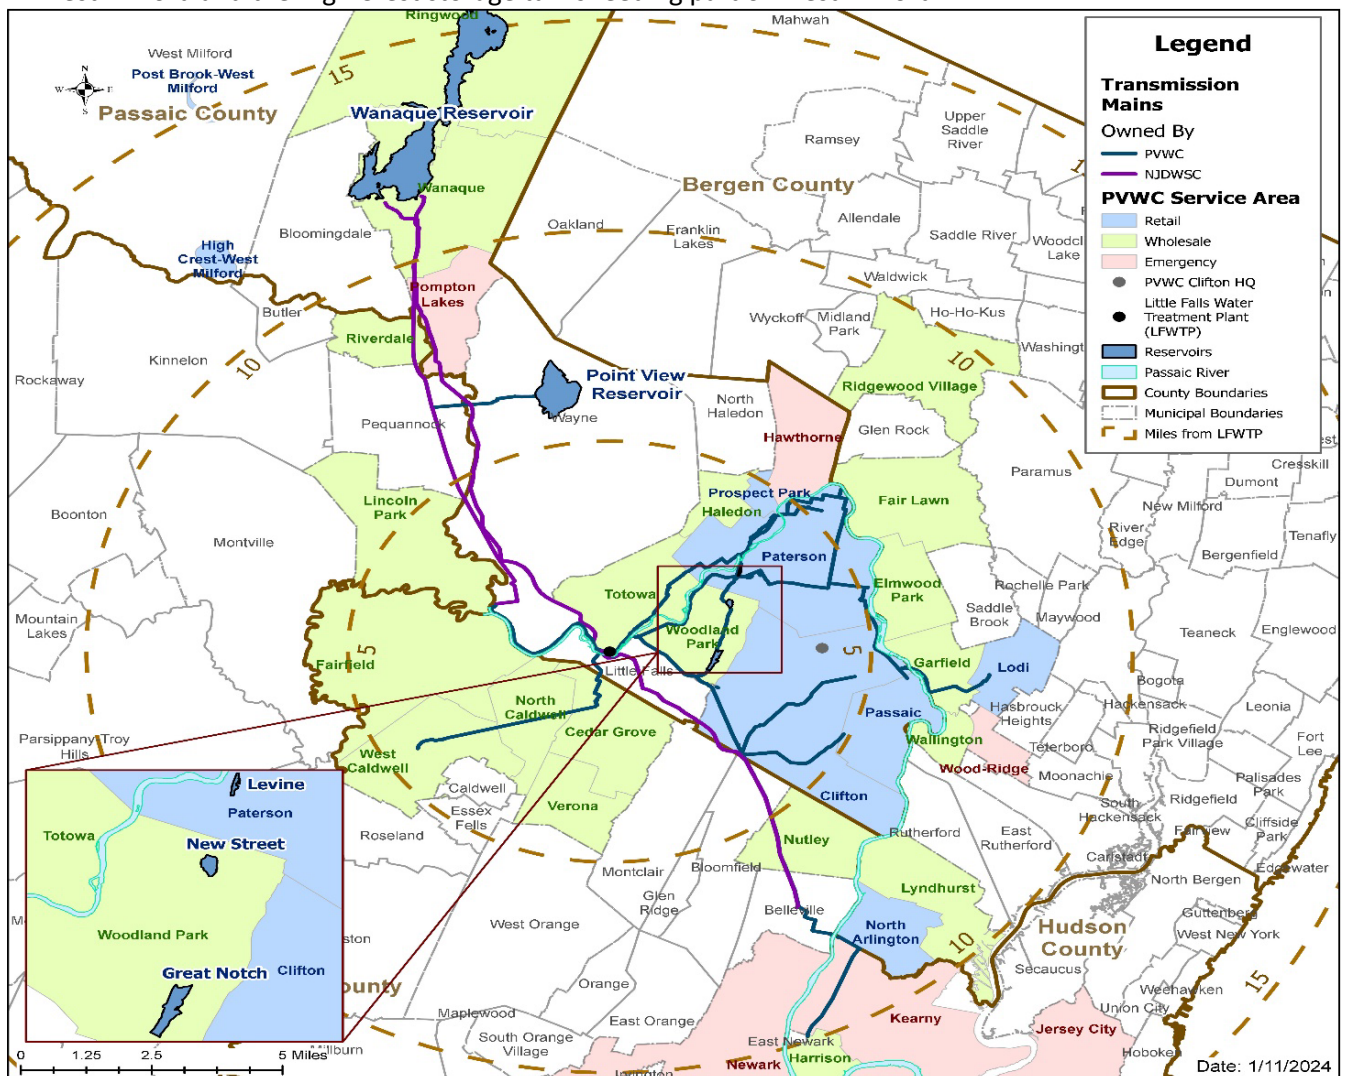 Ringwood
Mahwah
West Milford
Post Brook-West
Milford
Passaic County
15
Wanaque Reservoir
Wanaque
Bloomingdale
High
Crest-West
Milford
Butler
Kinnelon
Rockaway
10
Riverdale
Pompton
Lakes
Oakland
Franklin
Lakes
Bergen County
Ramsey
Upper
Saddle
River
Allendale
Saddle River
Waldwick
Wyckoff
Midland
Park
Ho-Ho-Kus
10
Ridgewood Village
Glen Rock
Paramus
Point View
Reservoir
Wayne
Pequannock
North
Haledon
Hawthorne
Prospect Park
Haledon
Fair Lawn
Paterson
Lincoln
Park
Boonton
Montville
Mountain
Lakes
Parsippany-Troy
Hills
Totowa
Woodland
Park
Little Falls
Elmwood
Park
Saddle
Brook
Rochelle Park
Maywood
River
Edge
New Milford
Dumont
Cresskill
Bergenfield
Tenafly
Teaneck
Englewood
Bogota
Hackensack
Leonia
Fort
Lee
Ridgefield
Park Village
Palisades
Park
Ridgefield
Cliffside
Park
Fairview
Edgewater
Fairfield
5
North
Caldwell
Cedar Grove
West
Caldwell
Caldwell
Essex
Fells
Roseland
Verona
5
Garfield
Lodi
Hasbrouck
Heights
Passaic
Wallington
Wood-Ridge
Teterboro
Moonachie
South
Hackensack
Carlstadt
Clifton
Nutley
Rutherford
East
Rutherford
Lyndhurst
North
Arlington
10
Hudson
County
Secaucus
North Bergen
Guttenberg
West New York
Weehawken
Union City
Hoboken
15
Jersey City
Kearny
Newark
East Newark
Harrison
Belleville
Bloomfield
Glen
Ridge
Montclair
West Orange
Orange
East Orange
South Orange
Village
Maplewood
Millburn
Levine
Paterson
Totowa
New Street
Woodland Park
Great Notch
Clifton
0 1.25 2.5 5 Miles
Legend
Transmission
Mains
Owned By
PVWC
NJDWSC
PVWC Service Area
Retail
Wholesale
Emergency
PVWC Clifton HQ
Little Falls Water
Treatment Plant
(LFWTP)
Reservoirs
Passaic River
County Boundaries
Municipal Boundaries
Miles from LFWTP
Date: 1/11/2024